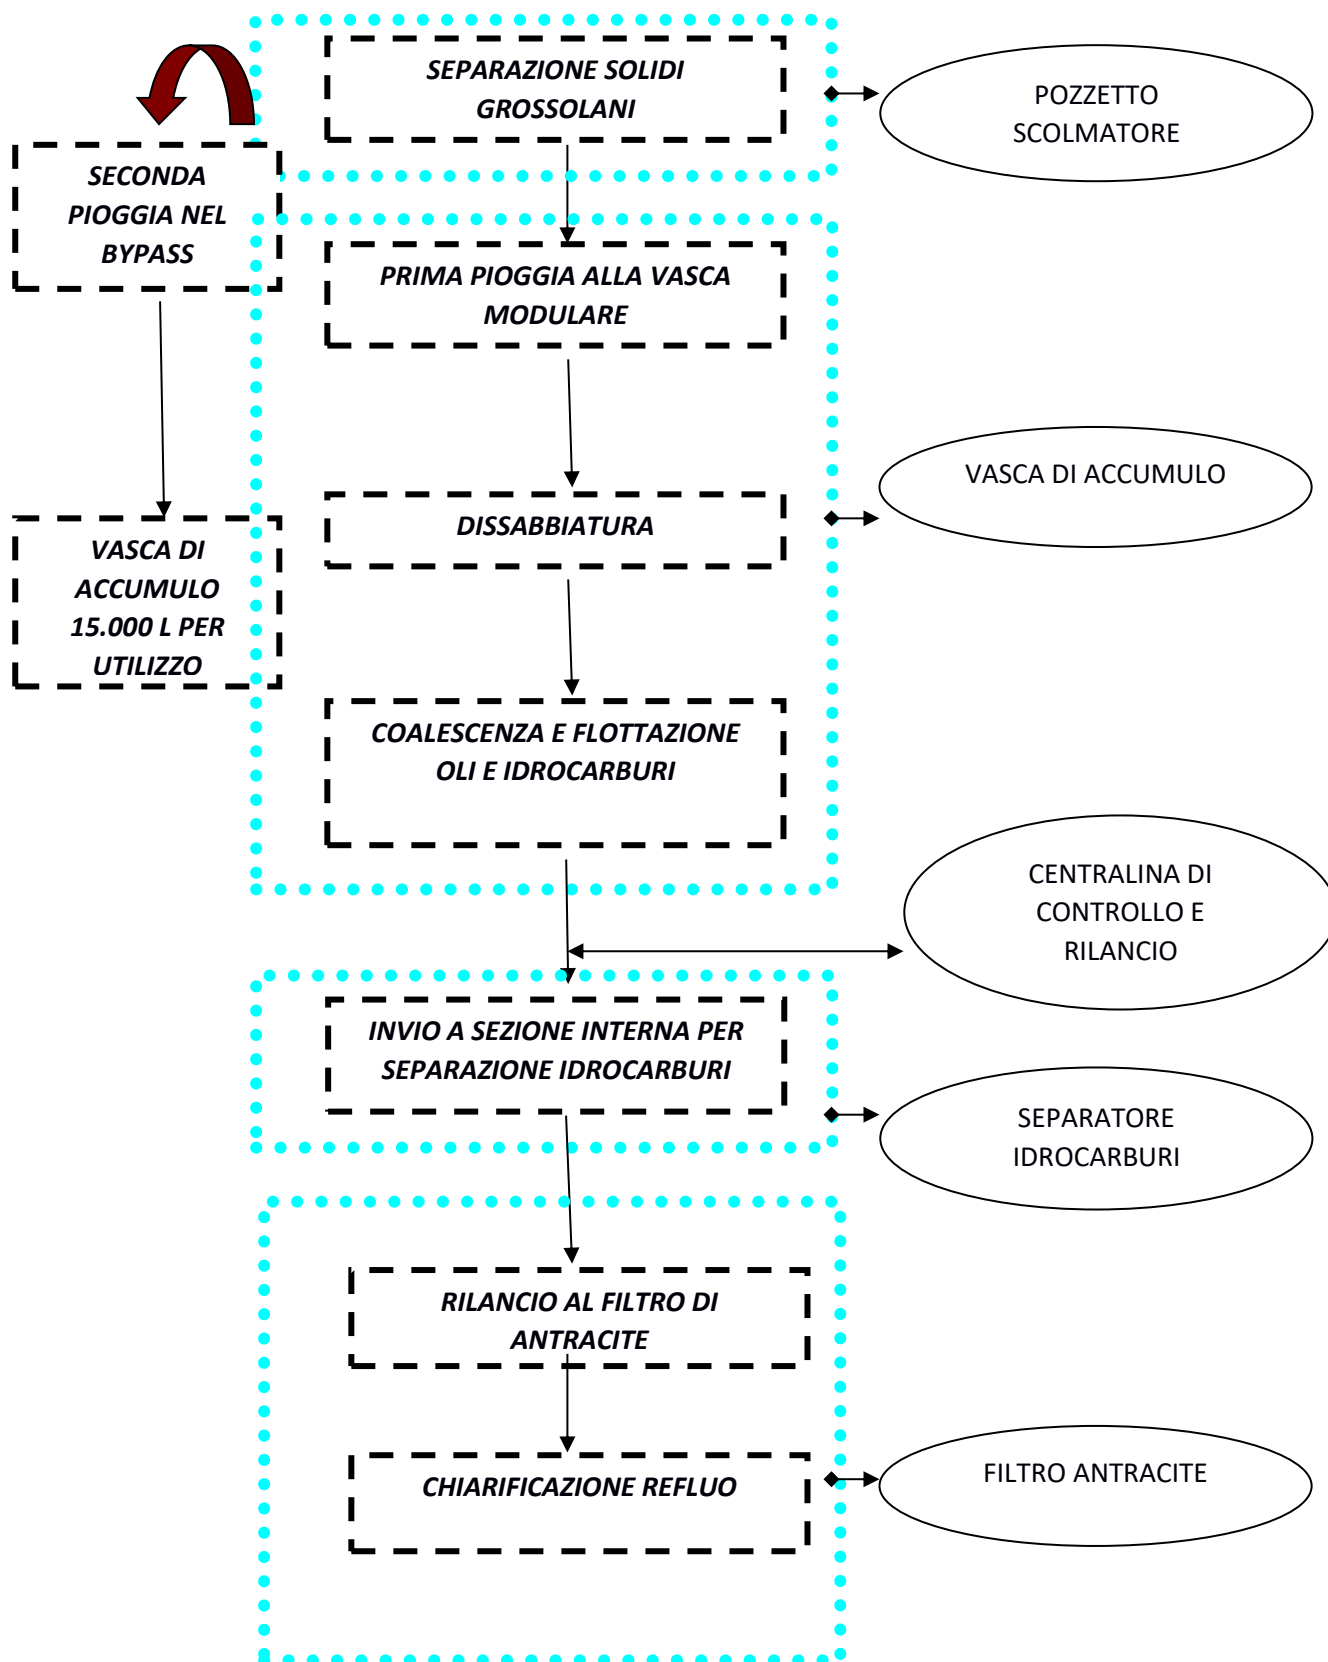 SEPARAZIONE SOLIDI
GROSSOLANI
POZZETTO
SCOLMATORE
SECONDA
PIOGGIA NEL
BYPASS
PRIMA PIOGGIA ALLA VASCA
MODULARE
VASCA DI ACCUMULO
DISSABBIATURA
VASCA DI
ACCUMULO
15.000 L PER
UTILIZZO
COALESCENZA E FLOTTAZIONE
OLI E IDROCARBURI
CENTRALINA DI
CONTROLLO E
RILANCIO
INVIO A SEZIONE INTERNA PER
SEPARAZIONE IDROCARBURI
SEPARATORE
IDROCARBURI
RILANCIO AL FILTRO DI
ANTRACITE
CHIARIFICAZIONE REFLUO
FILTRO ANTRACITE